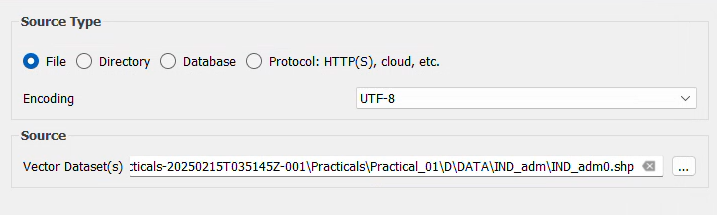 Source Type
File Directory Database Protocol: HTTP(S), cloud, etc.
Encoding UTF-8
Source
Vector Dataset(s) cticals-20250215T035145Z-001\Practicals\Practical_01\D\DATA\IND_adm\IND_adm0.shp ...